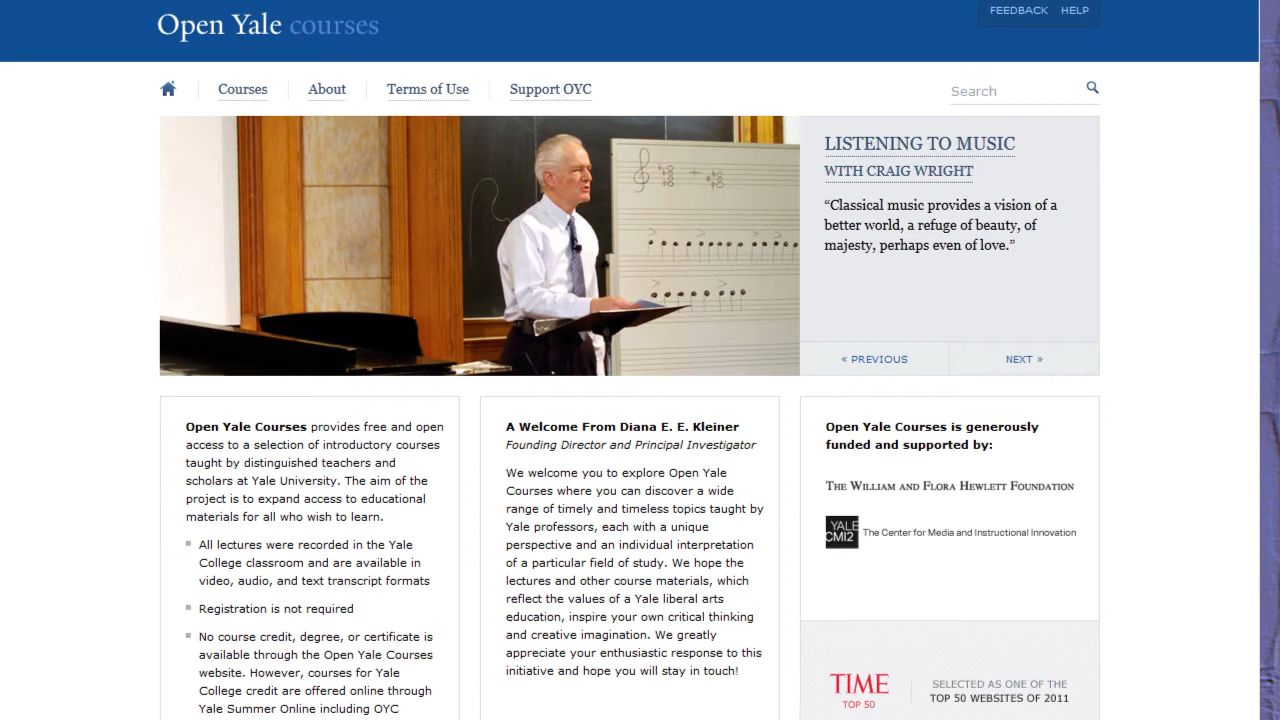 Open Yale courses
FEEDBACK HELP
Courses About Terms of Use Support OYC Search
LISTENING TO MUSIC
WITH CRAIG WRIGHT
“Classical music provides a vision of a
better world, a refuge of beauty, of
majesty, perhaps even of love.”
« PREVIOUS NEXT »
Open Yale Courses provides free and open
access to a selection of introductory courses
taught by distinguished teachers and
scholars at Yale University. The aim of the
project is to expand access to educational
materials for all who wish to learn.
All lectures were recorded in the Yale
College classroom and are available in
video, audio, and text transcript formats
Registration is not required
No course credit, degree, or certificate is
available through the Open Yale Courses
website. However, courses for Yale
College credit are offered online through
Yale Summer Online including OYC
A Welcome From Diana E. E. Kleiner
Founding Director and Principal Investigator
We welcome you to explore Open Yale
Courses where you can discover a wide
range of timely and timeless topics taught by
Yale professors, each with a unique
perspective and an individual interpretation
of a particular field of study. We hope the
lectures and other course materials, which
reflect the values of a Yale liberal arts
education, inspire your own critical thinking
and creative imagination. We greatly
appreciate your enthusiastic response to this
initiative and hope you will stay in touch!
Open Yale Courses is generously
funded and supported by:
THE WILLIAM AND FLORA HEWLETT FOUNDATION
YALE
CMI2 The Center for Media and Instructional Innovation
TIME
TOP 50
SELECTED AS ONE OF THE
TOP 50 WEBSITES OF 2011